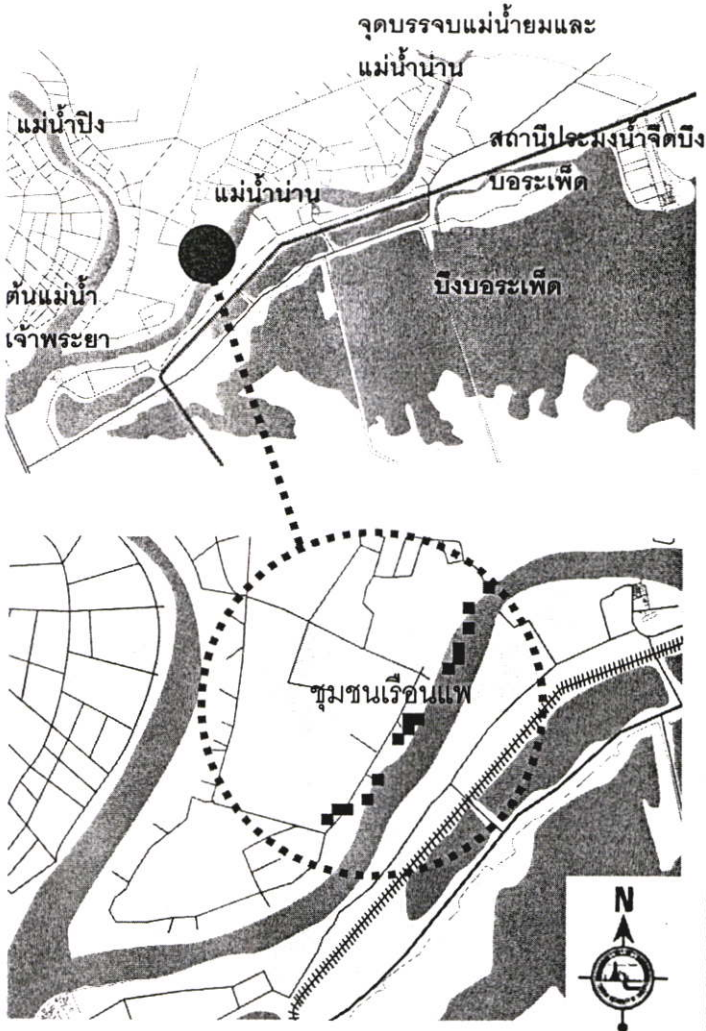 จุดบรรจบแม่น้ำยมและ
แม่น้ำน่าน
แม่น้ำปิง
สถานีประมงน้ำจืดบึง
บอระเพ็ด
แม่น้ำน่าน
บึงบอระเพ็ด
ต้นแม่น้ำ
เจ้าพระยา
ชุมชนเรือนแพ
N